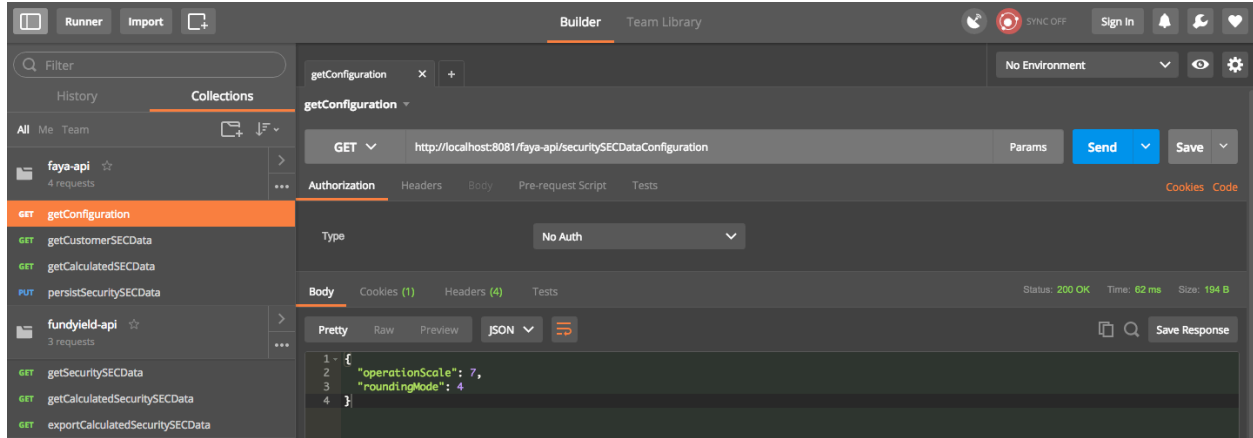 Runner Import Builder Team Library SYNC OFF Sign In
Filter
History Collections
All Me Team
faya-api
4 requests
GET getConfiguration
GET getCustomerSECData
GET getCalculatedSECData
PUT persistSecuritySECData
fundyield-api
3 requests
GET getSecuritySECData
GET getCalculatedSecuritySECData
GET exportCalculatedSecuritySECData
getConfiguration × + No Environment
getConfiguration
GET http://localhost:8081/faya-api/securitySECDataConfiguration Params Send Save
Authorization Headers Body Pre-request Script Tests Cookies Code
Type No Auth
Body Cookies (1) Headers (4) Tests Status: 200 OK Time: 62 ms Size: 194 B
Pretty Raw Preview JSON Save Response
1 {
2 "operationScale": 7,
3 "roundingMode": 4
4 }